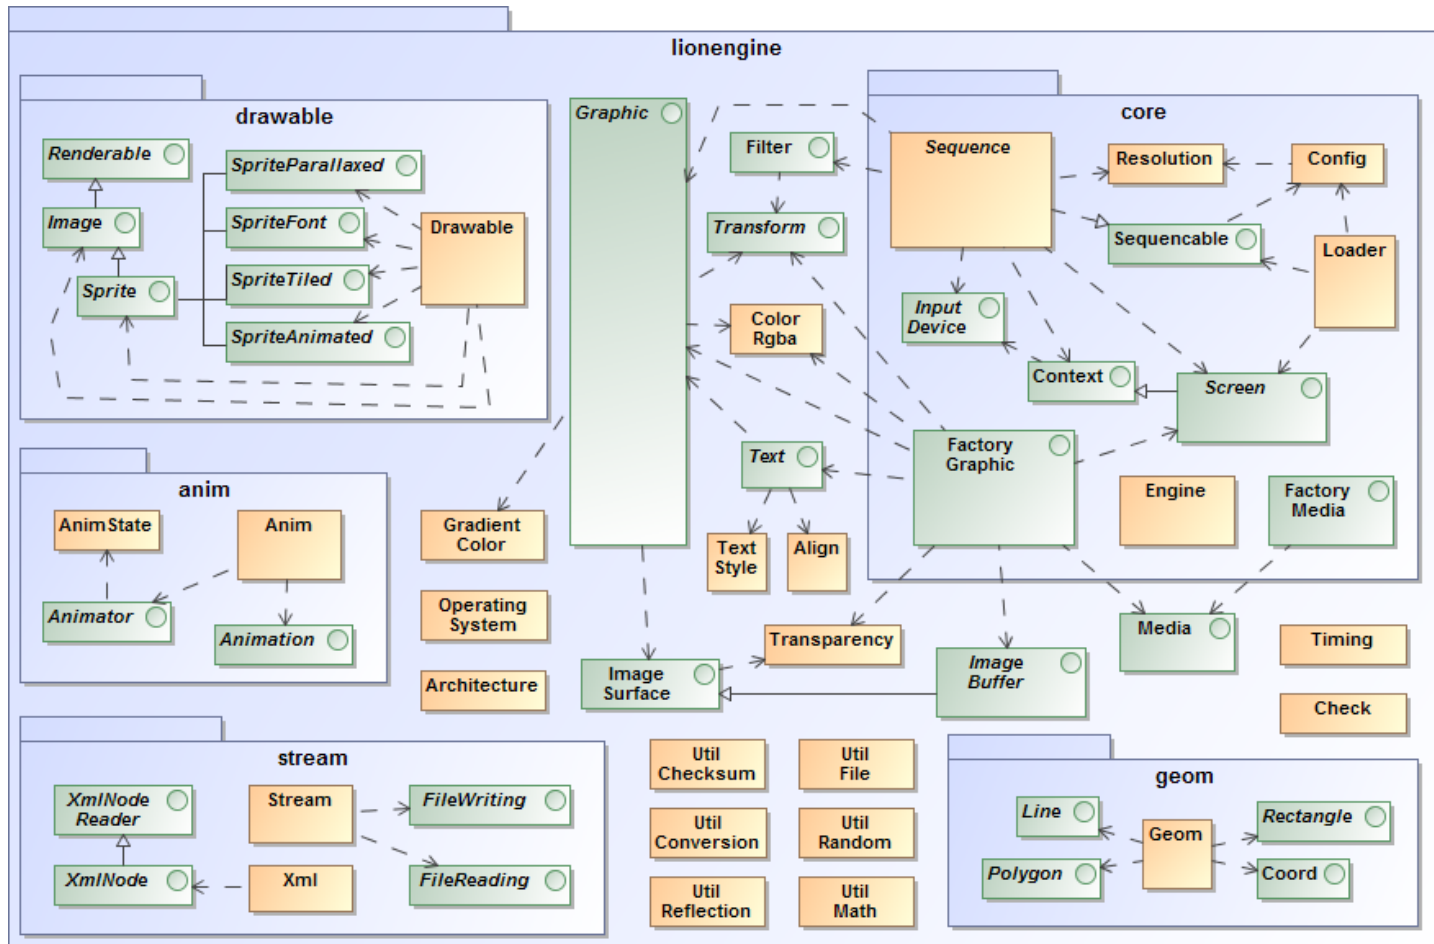 lionengine
drawable
Renderable
Image
Sprite
SpriteParallaxed
SpriteFont
SpriteTiled
SpriteAnimated
Drawable
Graphic
Filter
Transform
Color
Rgba
Text
Text
Style
Align
core
Sequence
Resolution
Config
Sequencable
Loader
Input
Device
Context
Screen
Factory
Graphic
Engine
Factory
Media
anim
AnimState
Anim
Animator
Animation
Gradient
Color
Operating
System
Architecture
Image
Surface
Transparency
Image
Buffer
Media
Timing
Check
stream
XmlNode
Reader
Stream
FileWriting
XmlNode
Xml
FileReading
Util
Checksum
Util
File
Util
Conversion
Util
Random
Util
Reflection
Util
Math
geom
Line
Geom
Rectangle
Polygon
Coord